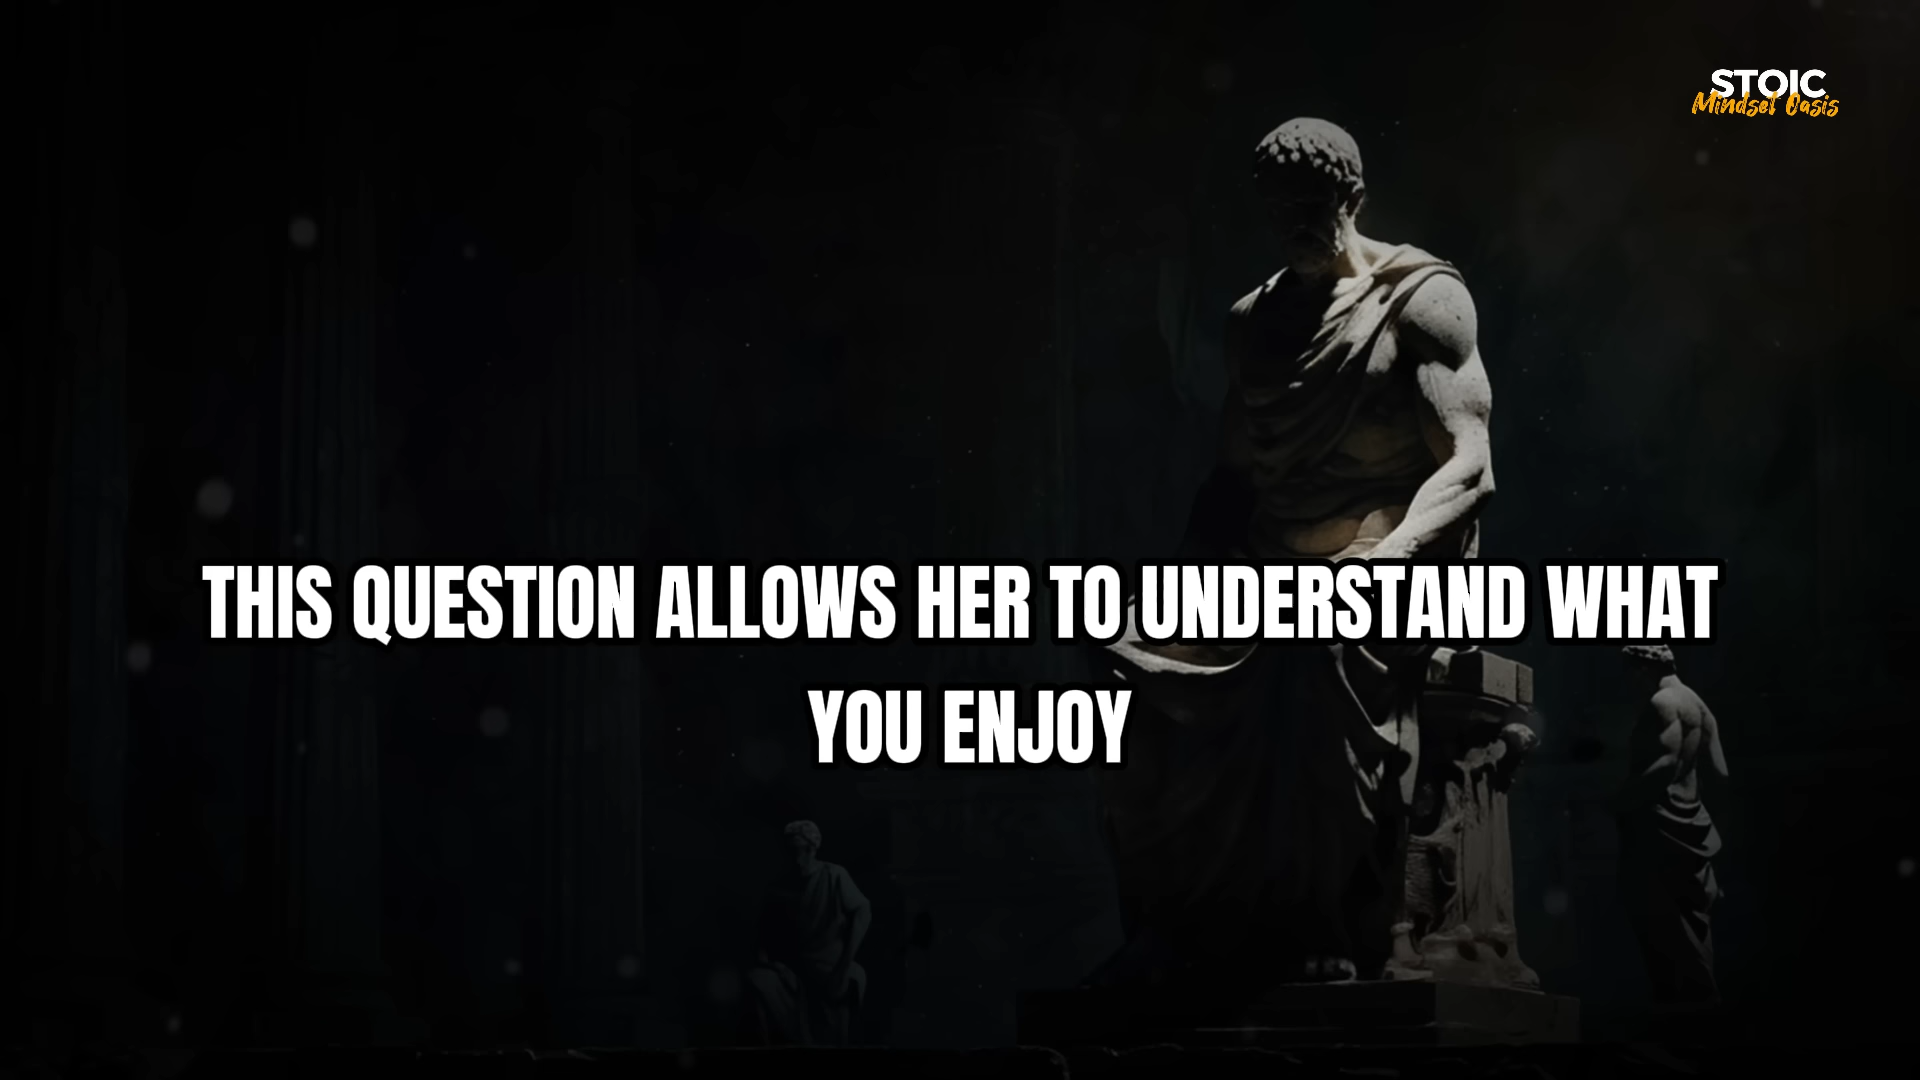 STOIC
Mindset Oasis
THIS QUESTION ALLOWS HER TO UNDERSTAND WHAT
YOU ENJOY